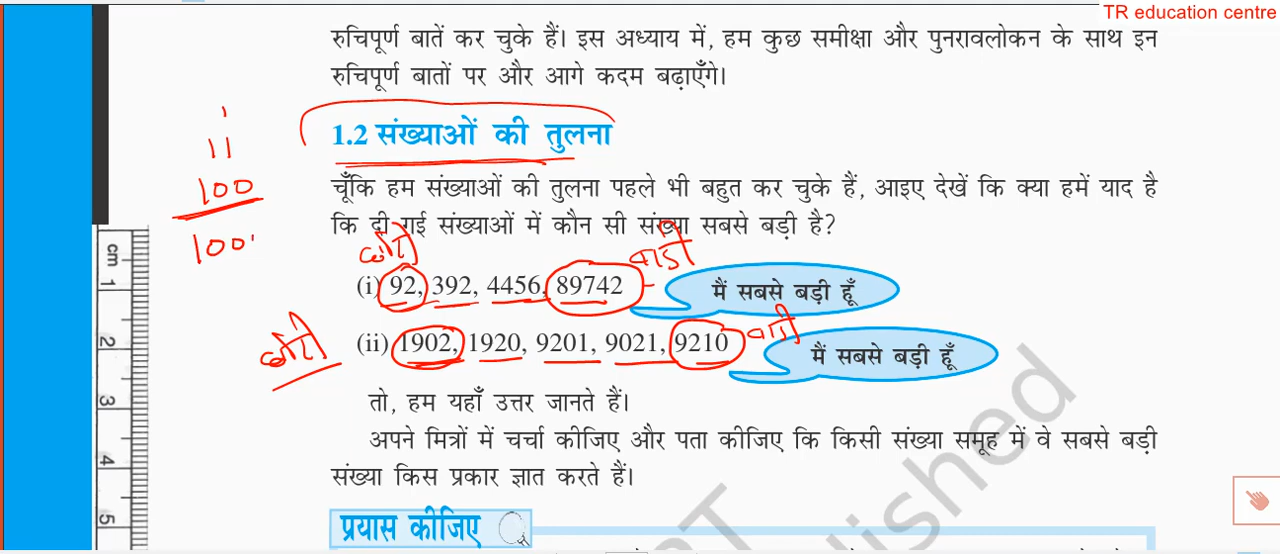 TR education centre
रुचिपूर्ण बातें कर चुके हैं। इस अध्याय में, हम कुछ समीक्षा और पुनरावलोकन के साथ इन
रुचिपूर्ण बातों पर और आगे कदम बढ़ाएँगे।
1.2 संख्याओं की तुलना
11
100
100
चूँकि हम संख्याओं की तुलना पहले भी बहुत कर चुके हैं, आइए देखें कि क्या हमें याद है
कि दी गई संख्याओं में कौन सी संख्या सबसे बड़ी है?
छोटी बड़ी
(i) 92, 392, 4456, 89742 मैं सबसे बड़ी हूँ
छोटी (ii) 1902, 1920, 9201, 9021, 9210 बड़ी मैं सबसे बड़ी हूँ
तो, हम यहाँ उत्तर जानते हैं।
अपने मित्रों में चर्चा कीजिए और पता कीजिए कि किसी संख्या समूह में वे सबसे बड़ी
संख्या किस प्रकार ज्ञात करते हैं।
प्रयास कीजिए
cm
1
2
3
4
5